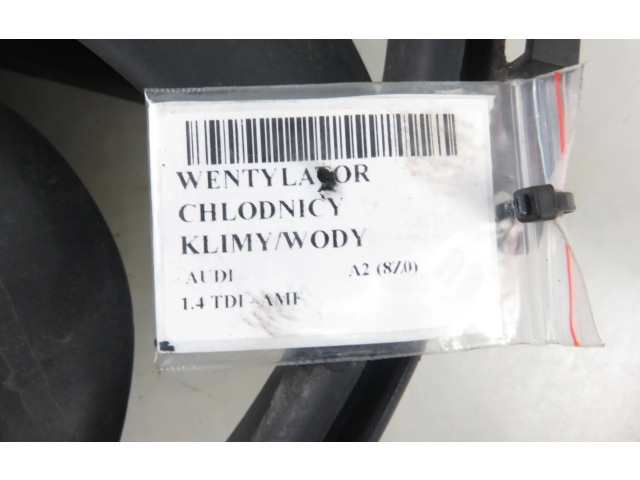 WENTYLATOR
CHLODNICY
KLIMY/WODY
AUDI A2 (8Z0)
1.4 TDI - AMF